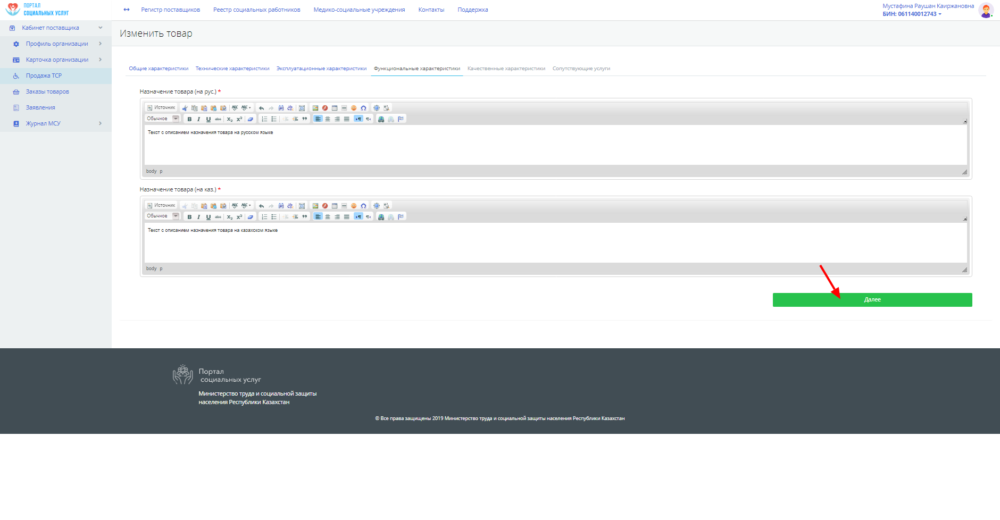 ПОРТАЛ
СОЦИАЛЬНЫХ УСЛУГ
Регистр поставщиков
Реестр социальных работников
Медико-социальные учреждения
Контакты
Поддержка
Мустафина Раушан Каиржановна
БИН: 061140012743
Кабинет поставщика
Профиль организации
Карточка организации
Продажа ТСР
Заказы товаров
Заявления
Журнал МСУ
Изменить товар
Общие характеристики
Технические характеристики
Эксплуатационные характеристики
Функциональные характеристики
Качественные характеристики
Сопутствующие услуги
Назначение товара (на рус.) *
Источник
Обычное
Текст с описанием назначения товара на русском языке
body p
Назначение товара (на каз.) *
Источник
Обычное
Текст с описанием назначения товара на казахском языке
body p
Далее
Портал
социальных услуг
Министерство труда и социальной защиты
населения Республики Казахстан
© Все права защищены 2019 Министерство труда и социальной защиты населения Республики Казахстан